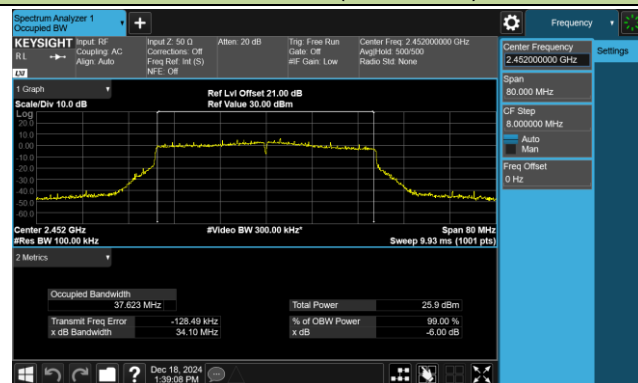 Spectrum Analyzer 1
Occupied BW
Frequency
KEYSIGHT
Input: RF
Input Z: 50 Ω
Atten: 20 dB
Trig: Free Run
Center Freq: 2.452000000 GHz
RL
Coupling: AC
Corrections: Off
Gate: Off
Avg|Hold: 500/500
Align: Auto
Freq Ref: Int (S)
#IF Gain: Low
Radio Std: None
NFE: Off
LXI
Center Frequency
2.452000000 GHz
Settings
Span
80.000 MHz
CF Step
8.000000 MHz
Auto
Man
Freq Offset
0 Hz
1 Graph
Ref Lvl Offset 21.00 dB
Scale/Div 10.0 dB
Ref Value 30.00 dBm
Log
20.0
10.0
0.00
-10.0
-20.0
-30.0
-40.0
-50.0
-60.0
Center 2.452 GHz
#Video BW 300.00 kHz*
Span 80 MHz
#Res BW 100.00 kHz
Sweep 9.93 ms (1001 pts)
2 Metrics
Occupied Bandwidth
37.623 MHz
Total Power
25.9 dBm
Transmit Freq Error
-128.49 kHz
% of OBW Power
99.00 %
x dB Bandwidth
34.10 MHz
x dB
-6.00 dB
?
Dec 18, 2024
1:39:08 PM